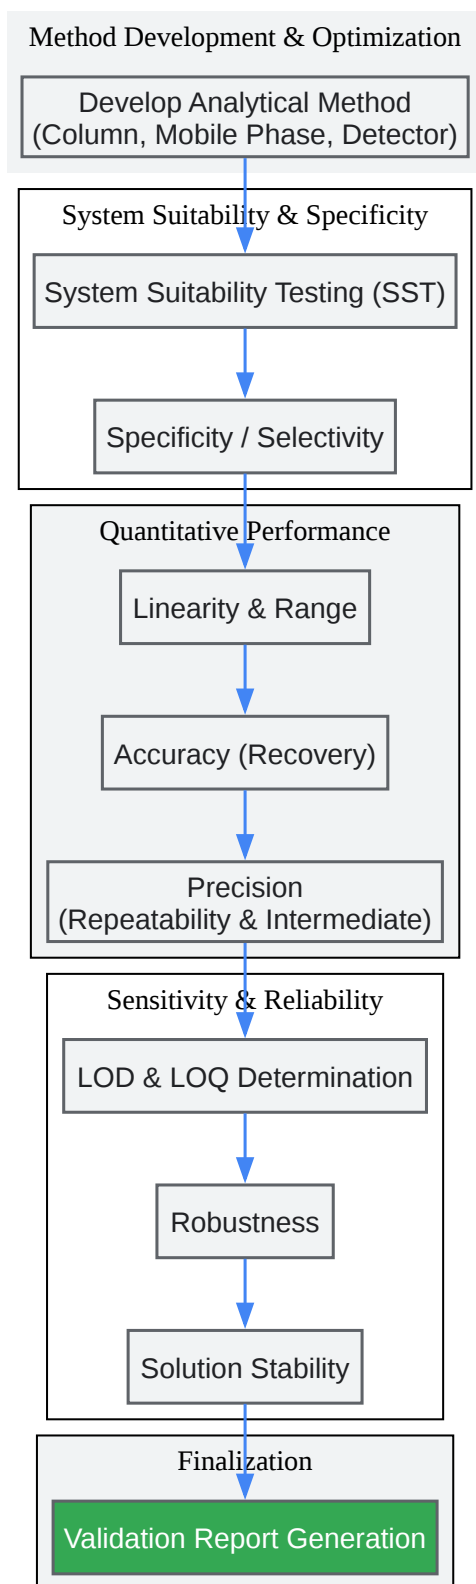 Method Development & Optimization
Develop Analytical Method
(Column, Mobile Phase, Detector)
System Suitability & Specificity
System Suitability Testing (SST)
Specificity / Selectivity
Quantitative Performance
Linearity & Range
Accuracy (Recovery)
Precision
(Repeatability & Intermediate)
Sensitivity & Reliability
LOD & LOQ Determination
Robustness
Solution Stability
Finalization
Validation Report Generation